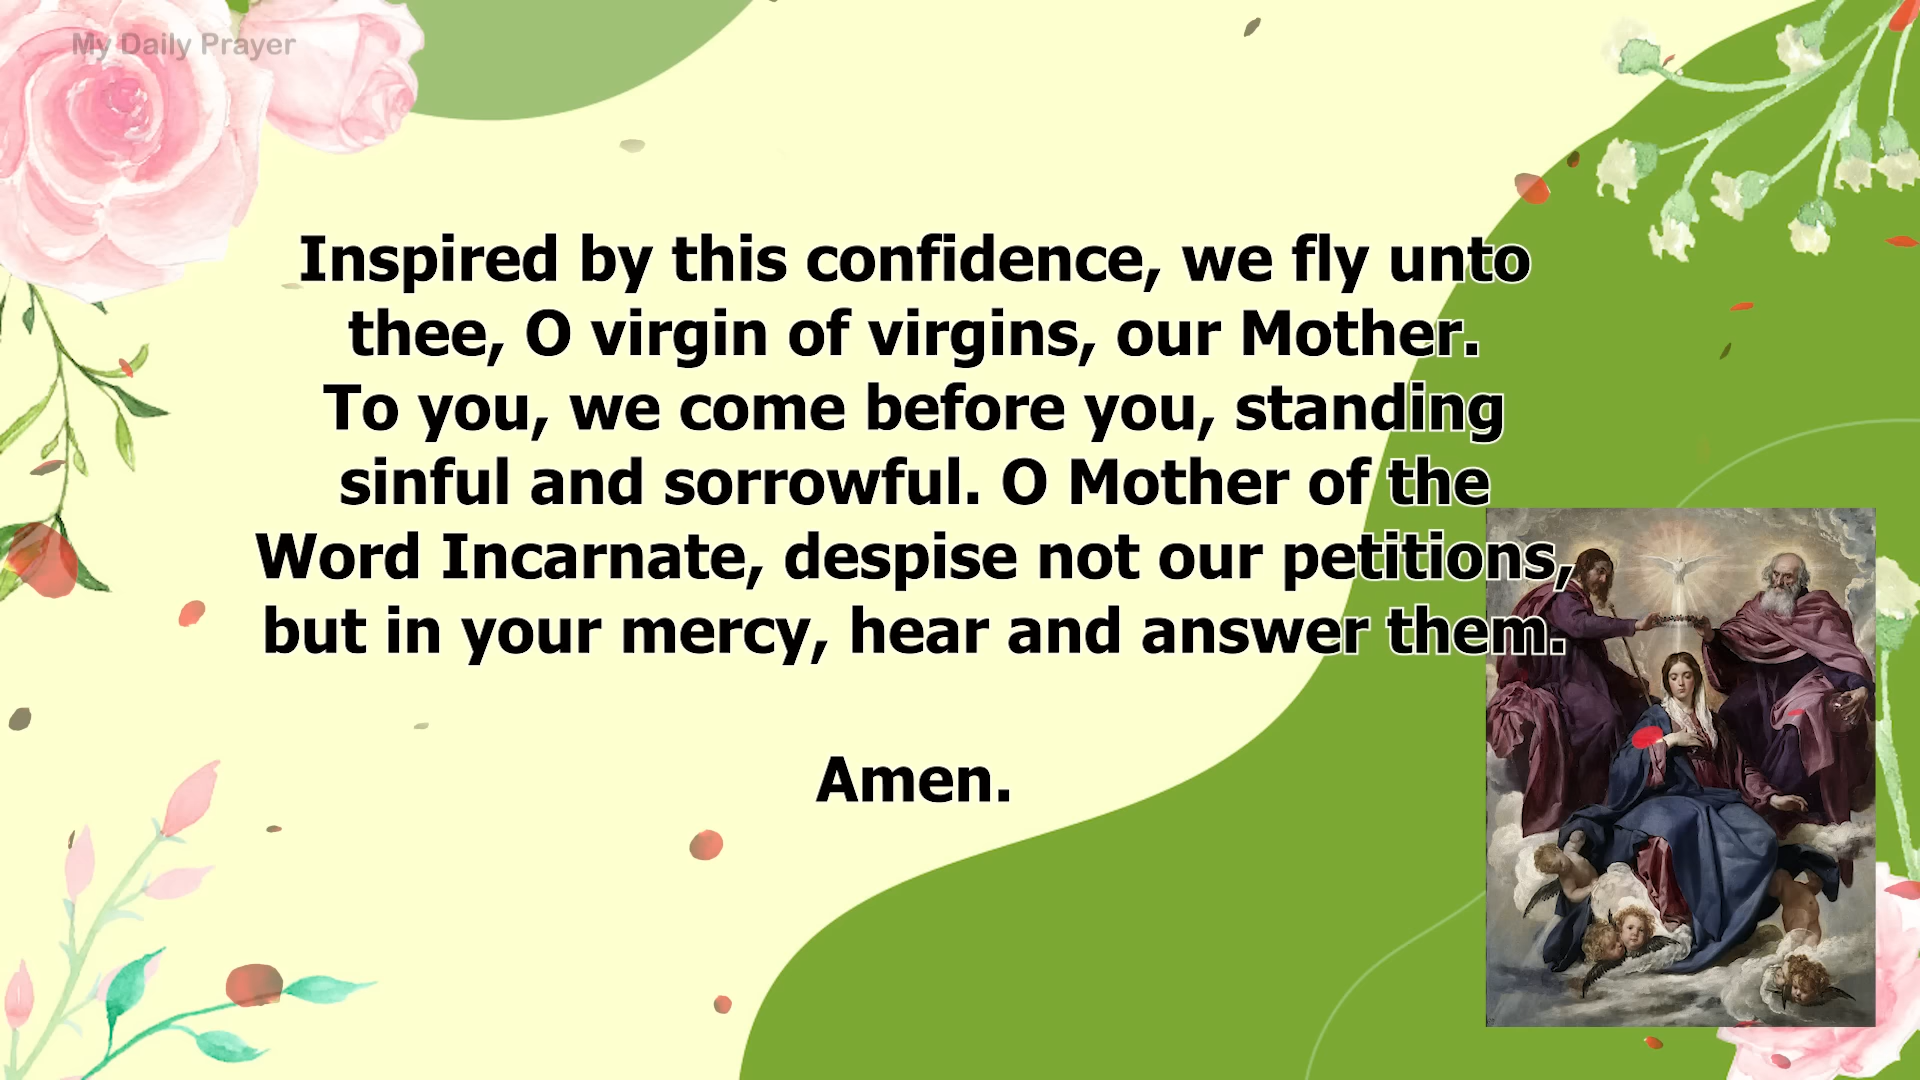 My Daily Prayer
Inspired by this confidence, we fly unto
thee, O virgin of virgins, our Mother.
To you, we come before you, standing
sinful and sorrowful. O Mother of the
Word Incarnate, despise not our petitions,
but in your mercy, hear and answer them.
Amen.